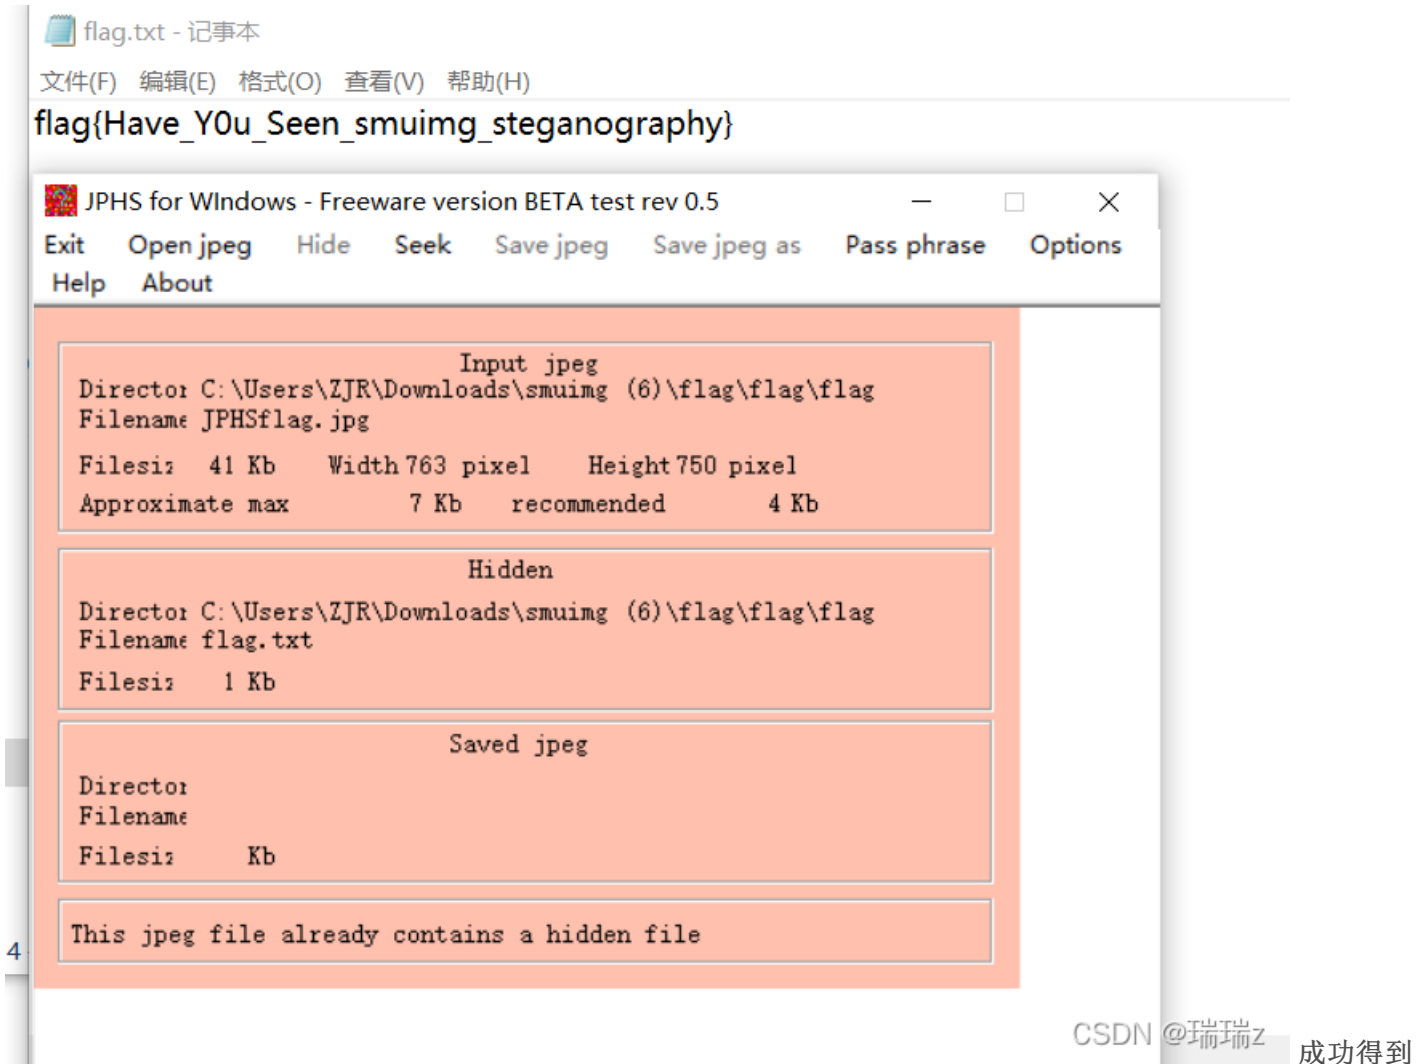 flag.txt - 记事本
文件(F) 编辑(E) 格式(O) 查看(V) 帮助(H)
flag{Have_Y0u_Seen_smuimg_steganography}
JPHS for WIndows - Freeware version BETA test rev 0.5
Exit Open jpeg Hide Seek Save jpeg Save jpeg as Pass phrase Options
Help About
Input jpeg
Director C:\Users\ZJR\Downloads\smuimg (6)\flag\flag\flag
Filename JPHSflag.jpg
Filesiz 41 Kb Width 763 pixel Height 750 pixel
Approximate max 7 Kb recommended 4 Kb
Hidden
Director C:\Users\ZJR\Downloads\smuimg (6)\flag\flag\flag
Filename flag.txt
Filesiz 1 Kb
Saved jpeg
Director
Filename
Filesiz Kb
This jpeg file already contains a hidden file
4
CSDN @瑞瑞z
成功得到